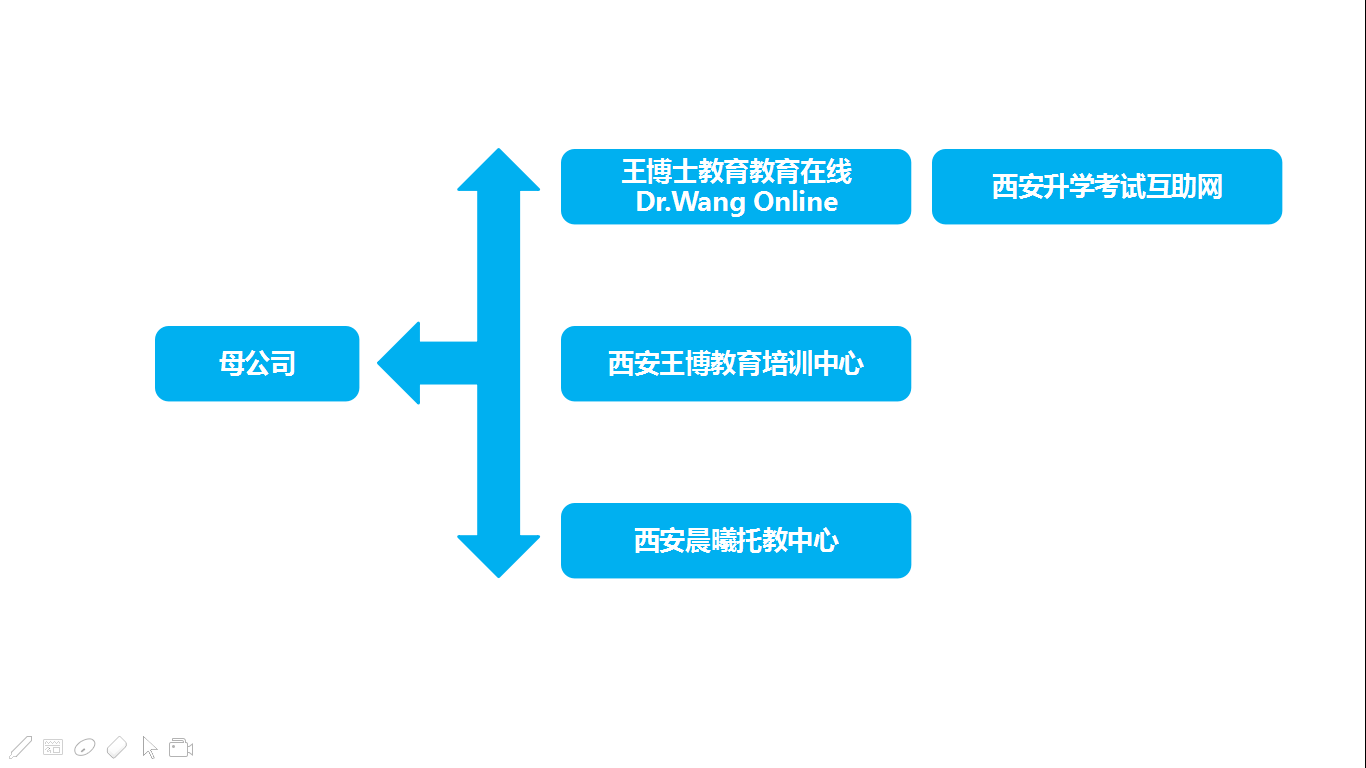 王博士教育教育在线
Dr.Wang Online
西安升学考试互助网
母公司
西安王博教育培训中心
西安晨曦托教中心